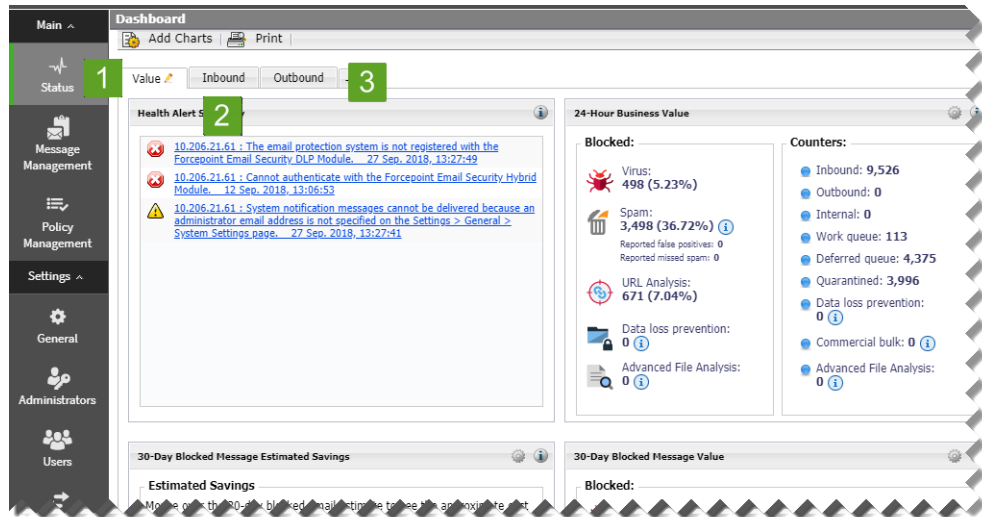 Main
Dashboard
Add Charts | Print |
Status
1
Value
Inbound
Outbound
3
2
Health Alert
10.206.21.61 : The email protection system is not registered with the
Forcepoint Email Security DLP Module. 27 Sep. 2018, 13:27:49
10.206.21.61 : Cannot authenticate with the Forcepoint Email Security Hybrid
Module. 12 Sep. 2018, 13:06:53
10.206.21.61 : System notification messages cannot be delivered because an
administrator email address is not specified on the Settings > General >
System Settings page. 27 Sep. 2018, 13:27:41
24-Hour Business Value
Blocked:
Virus:
498 (5.23%)
Spam:
3,498 (36.72%)
Reported false positives: 0
Reported missed spam: 0
URL Analysis:
671 (7.04%)
Data loss prevention:
0
Advanced File Analysis:
0
Counters:
Inbound: 9,526
Outbound: 0
Internal: 0
Work queue: 113
Deferred queue: 4,375
Quarantined: 3,996
Data loss prevention:
0
Commercial bulk: 0
Advanced File Analysis:
0
Message
Management
Policy
Management
Settings
General
Administrators
Users
30-Day Blocked Message Estimated Savings
Estimated Savings
30-Day Blocked Message Value
Blocked: